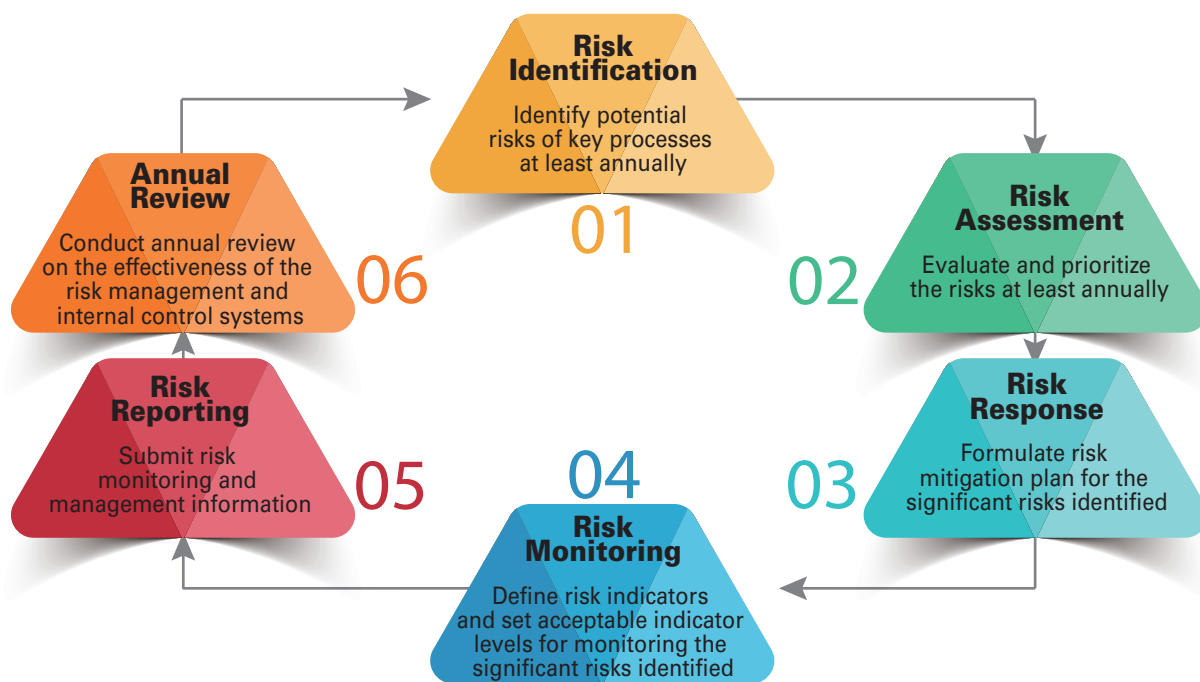 Risk
Identification
Identify potential
risks of key processes
at least annually
01
Risk
Assessment
Evaluate and prioritize
the risks at least annually
02
Risk
Response
Formulate risk
mitigation plan for the
significant risks identified
03
04
Risk
Monitoring
Define risk indicators
and set acceptable indicator
levels for monitoring the
significant risks identified
Risk
Reporting
Submit risk
monitoring and
management information
05
Annual
Review
Conduct annual review
on the effectiveness of the
risk management and
internal control systems
06